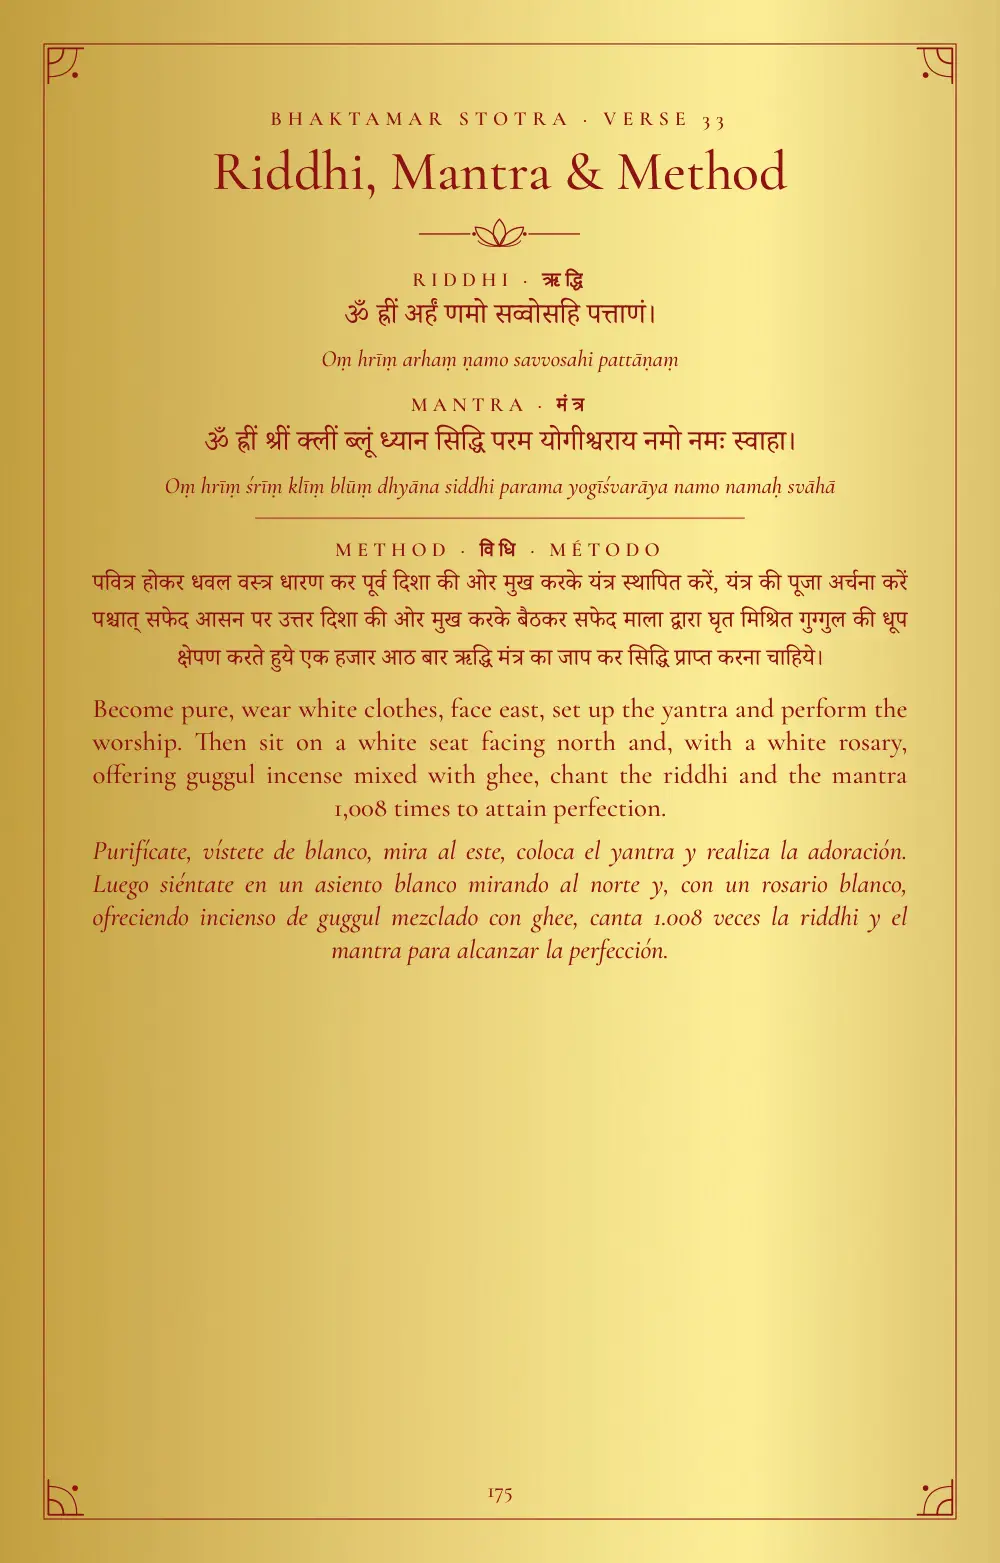 BHAKTAMAR STOTRA · VERSE 33
Riddhi, Mantra & Method
RIDDHI · ऋद्धि
ॐ ह्रीं अर्हं णमो सव्वोसहि पत्ताणं।
Oṃ hrīṃ arhaṃ ṇamo savvosahi pattāṇaṃ
MANTRA · मंत्र
ॐ ह्रीं श्रीं क्लीं ब्लूं ध्यान सिद्धि परम योगीश्वराय नमो नमः स्वाहा।
Oṃ hrīṃ śrīṃ klīṃ blūṃ dhyāna siddhi parama yogīśvarāya namo namaḥ svāhā
METHOD · विधि · MÉTODO
पवित्र होकर धवल वस्त्र धारण कर पूर्व दिशा की ओर मुख करके यंत्र स्थापित करें, यंत्र की पूजा अर्चना करें
पश्चात् सफेद आसन पर उत्तर दिशा की ओर मुख करके बैठकर सफेद माला द्वारा घृत मिश्रित गुग्गुल की धूप
क्षेपण करते हुये एक हजार आठ बार ऋद्धि मंत्र का जाप कर सिद्धि प्राप्त करना चाहिये।
Become pure, wear white clothes, face east, set up the yantra and perform the
worship. Then sit on a white seat facing north and, with a white rosary,
offering guggul incense mixed with ghee, chant the riddhi and the mantra
1,008 times to attain perfection.
Purifícate, vístete de blanco, mira al este, coloca el yantra y realiza la adoración.
Luego siéntate en un asiento blanco mirando al norte y, con un rosario blanco,
ofreciendo incienso de guggul mezclado con ghee, canta 1.008 veces la riddhi y el
mantra para alcanzar la perfección.
175